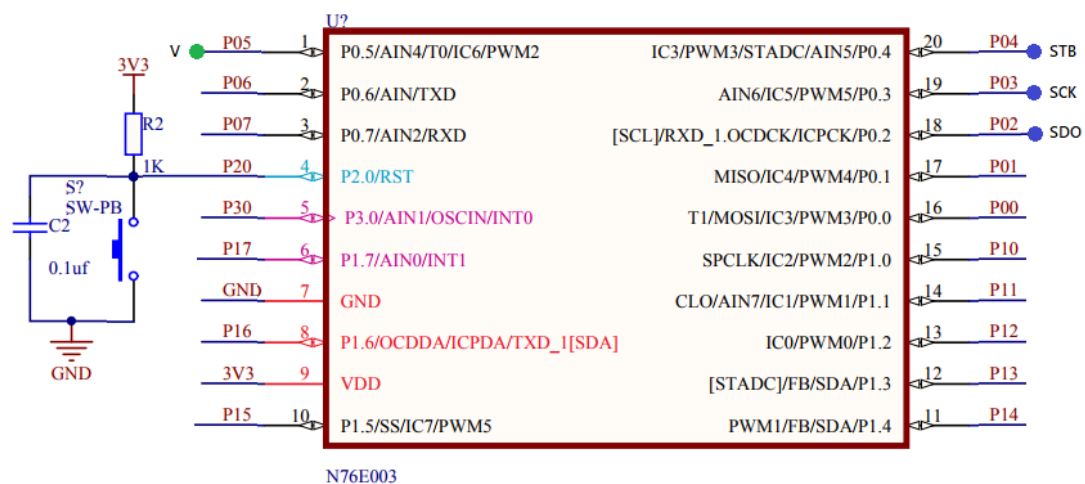 U?
V P05 1 P0.5/AIN4/T0/IC6/PWM2 IC3/PWM3/STADC/AIN5/P0.4 20 P04 STB
3V3
P06 2 P0.6/AIN/TXD AIN6/IC5/PWM5/P0.3 19 P03 SCK
R2
P07 3 P0.7/AIN2/RXD [SCL]/RXD_1.OCDCK/ICPCK/P0.2 18 P02 SDO
1K
P20 4 P2.0/RST MISO/IC4/PWM4/P0.1 17 P01
S?
SW-PB
P30 5 P3.0/AIN1/OSCIN/INT0 T1/MOSI/IC3/PWM3/P0.0 16 P00
C2
P17 6 P1.7/AIN0/INT1 SPCLK/IC2/PWM2/P1.0 15 P10
0.1uf
GND 7 GND CLO/AIN7/IC1/PWM1/P1.1 14 P11
P16 8 P1.6/OCDDA/ICPDA/TXD_1[SDA] IC0/PWM0/P1.2 13 P12
GND
3V3 9 VDD [STADC]/FB/SDA/P1.3 12 P13
P15 10 P1.5/SS/IC7/PWM5 PWM1/FB/SDA/P1.4 11 P14
N76E003